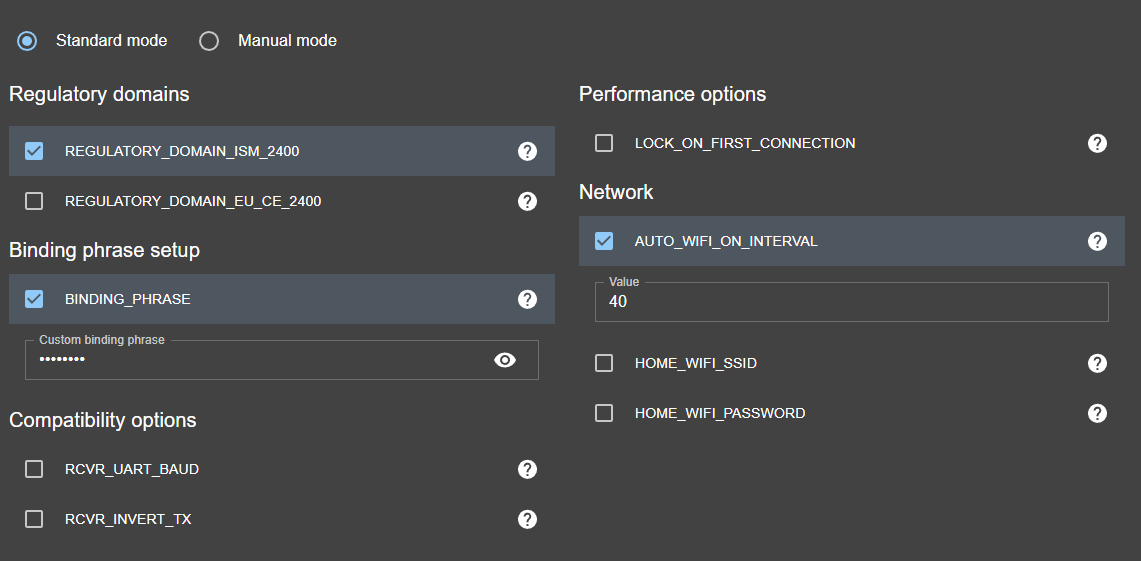 Standard mode
Manual mode
Regulatory domains
REGULATORY_DOMAIN_ISM_2400
REGULATORY_DOMAIN_EU_CE_2400
Binding phrase setup
BINDING_PHRASE
Custom binding phrase
••••••••
Compatibility options
RCVR_UART_BAUD
RCVR_INVERT_TX
Performance options
LOCK_ON_FIRST_CONNECTION
Network
AUTO_WIFI_ON_INTERVAL
Value
40
HOME_WIFI_SSID
HOME_WIFI_PASSWORD